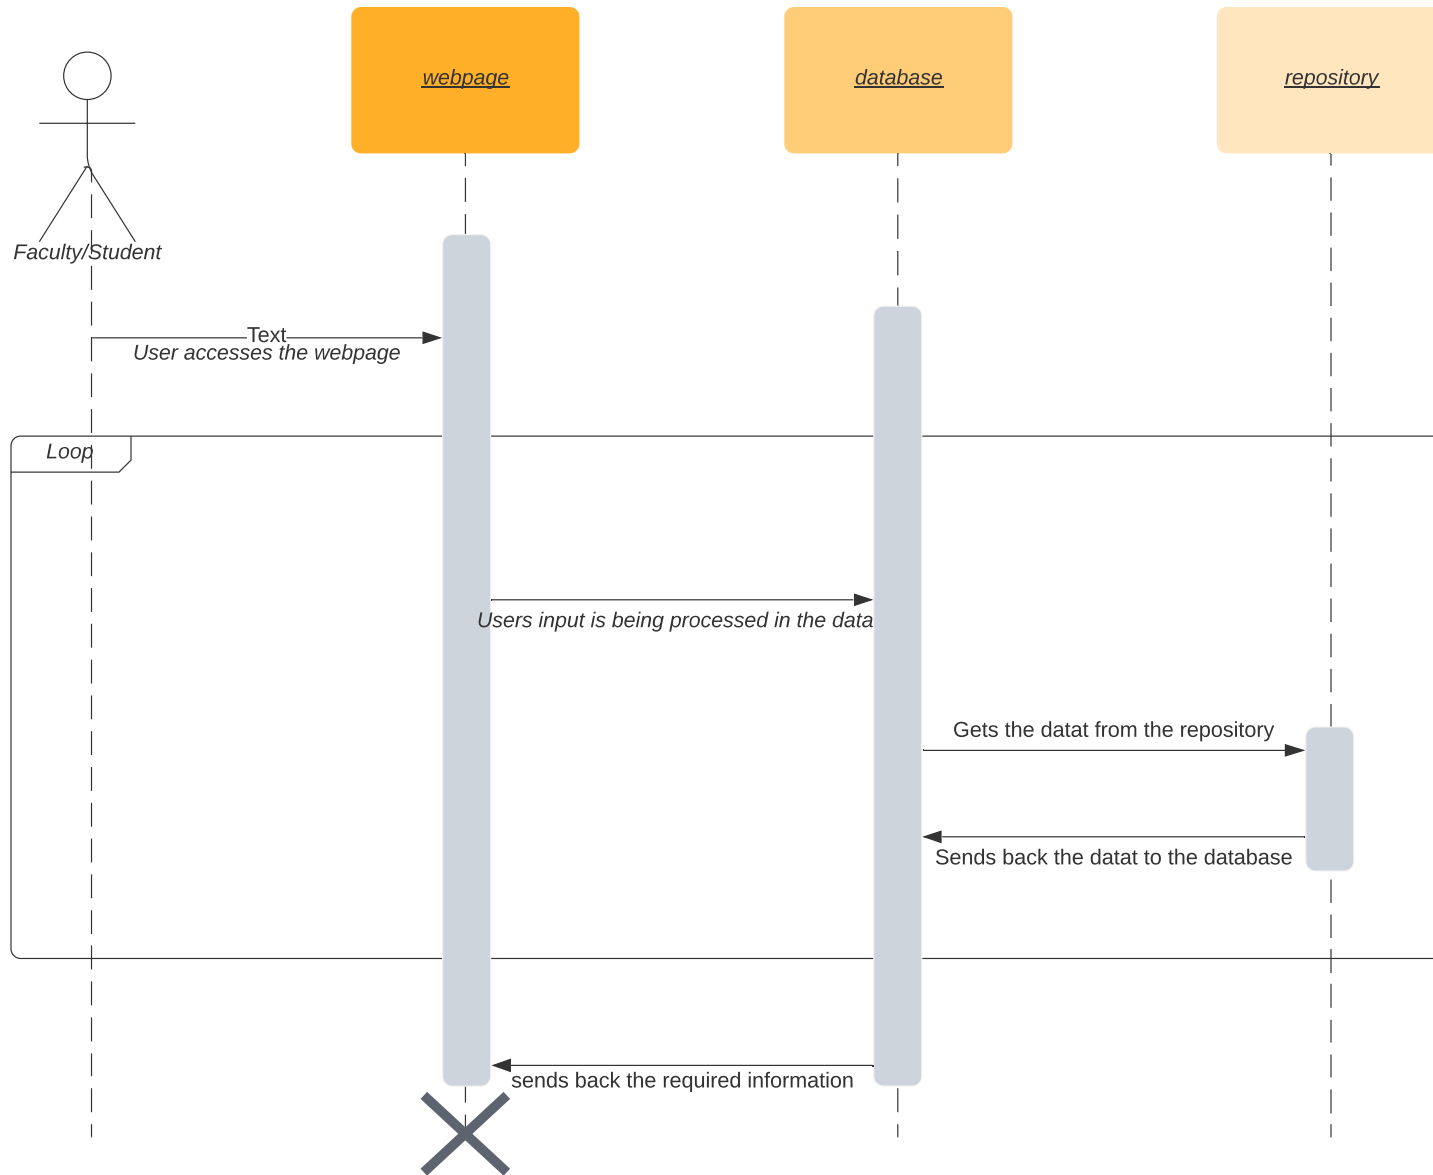 webpage
database
repository
Faculty/Student
Text
User accesses the webpage
Loop
Users input is being processed in the data
Gets the datat from the repository
Sends back the datat to the database
sends back the required information